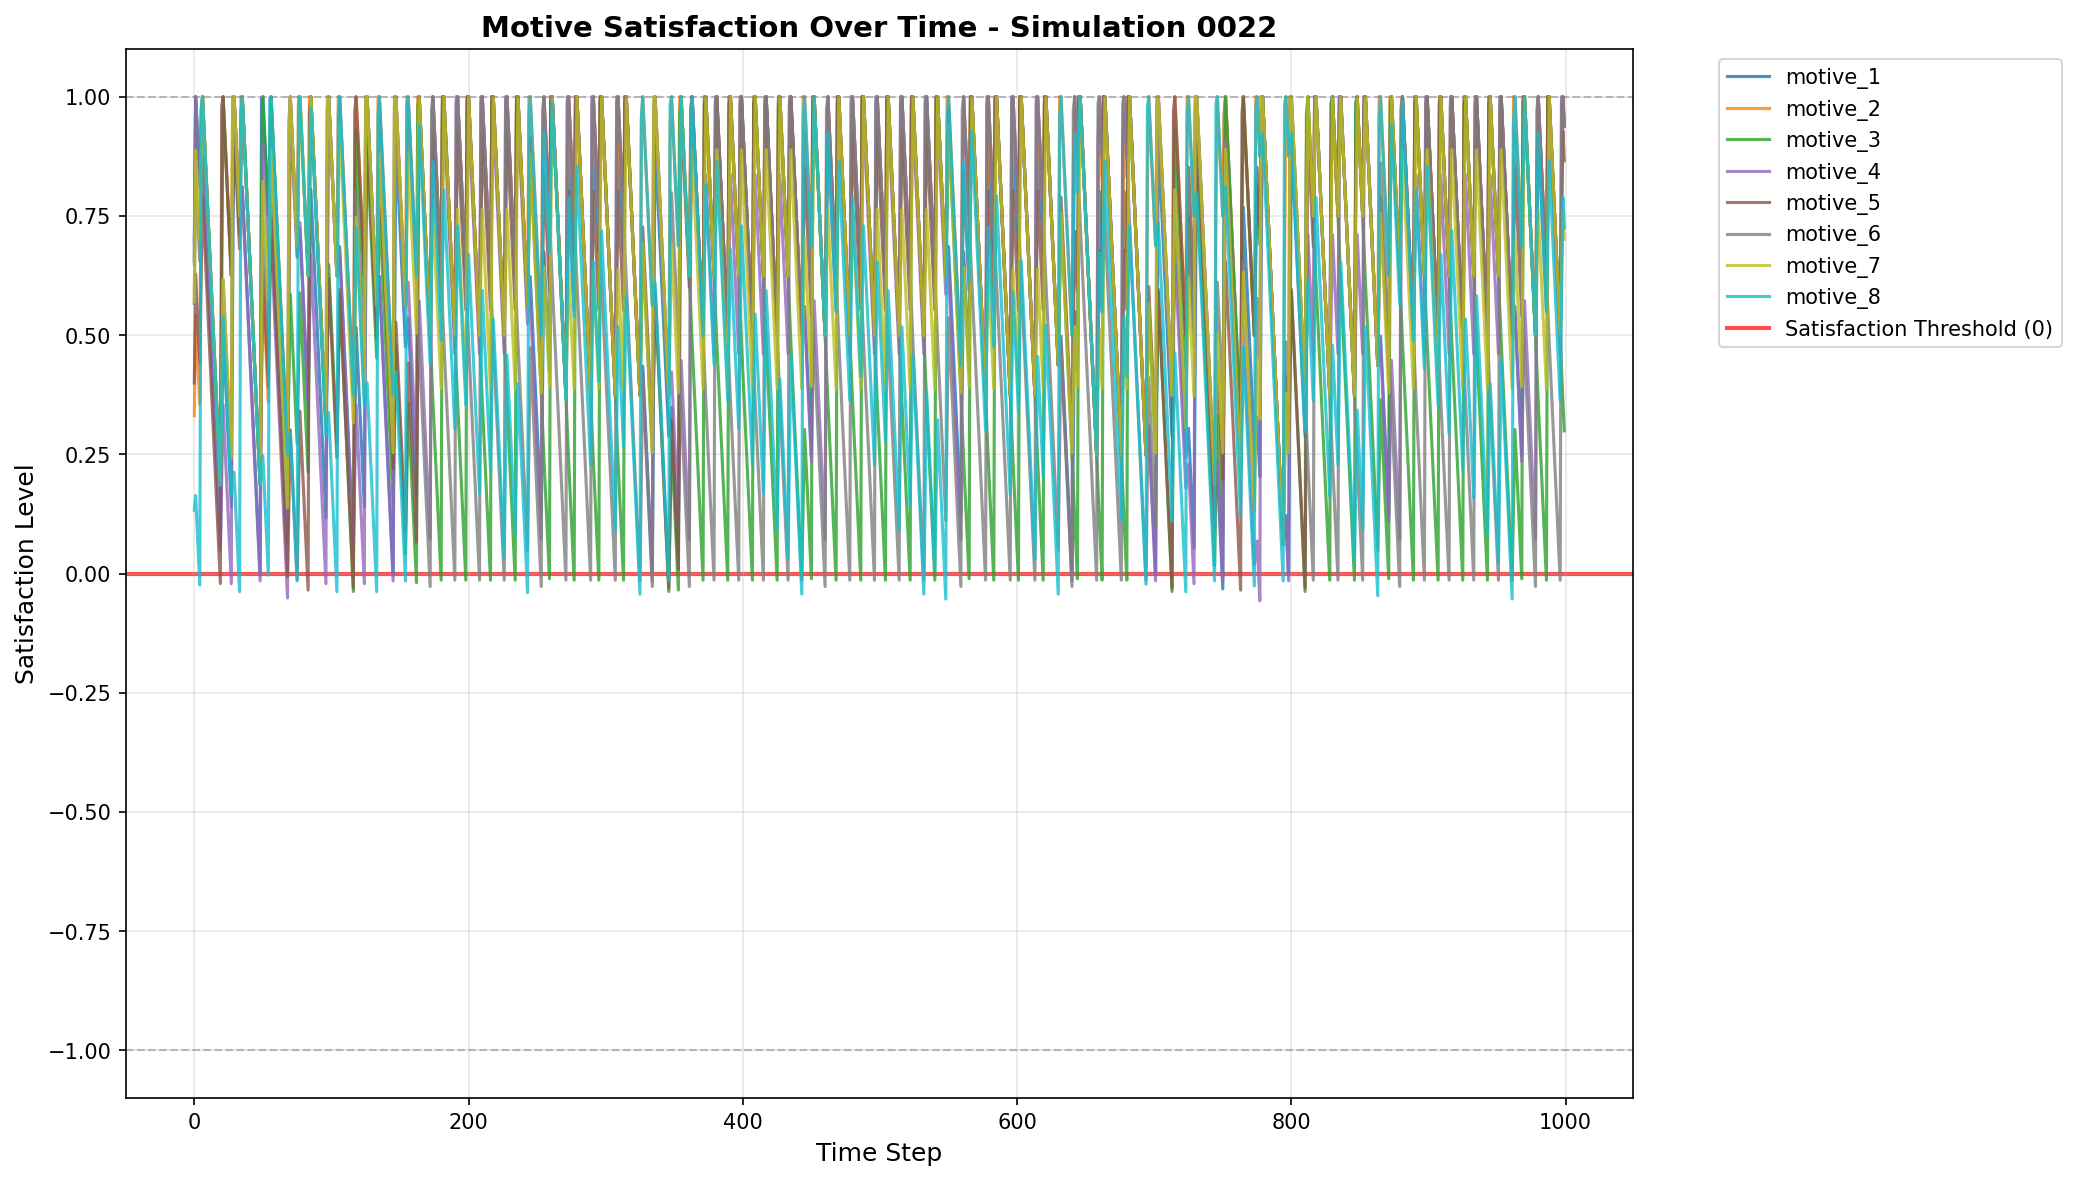 Motive Satisfaction Over Time - Simulation 0022
1.00
0.75
0.50
0.25
0.00
−0.25
−0.50
−0.75
−1.00
Satisfaction Level
0
200
400
600
800
1000
Time Step
motive_1
motive_2
motive_3
motive_4
motive_5
motive_6
motive_7
motive_8
Satisfaction Threshold (0)